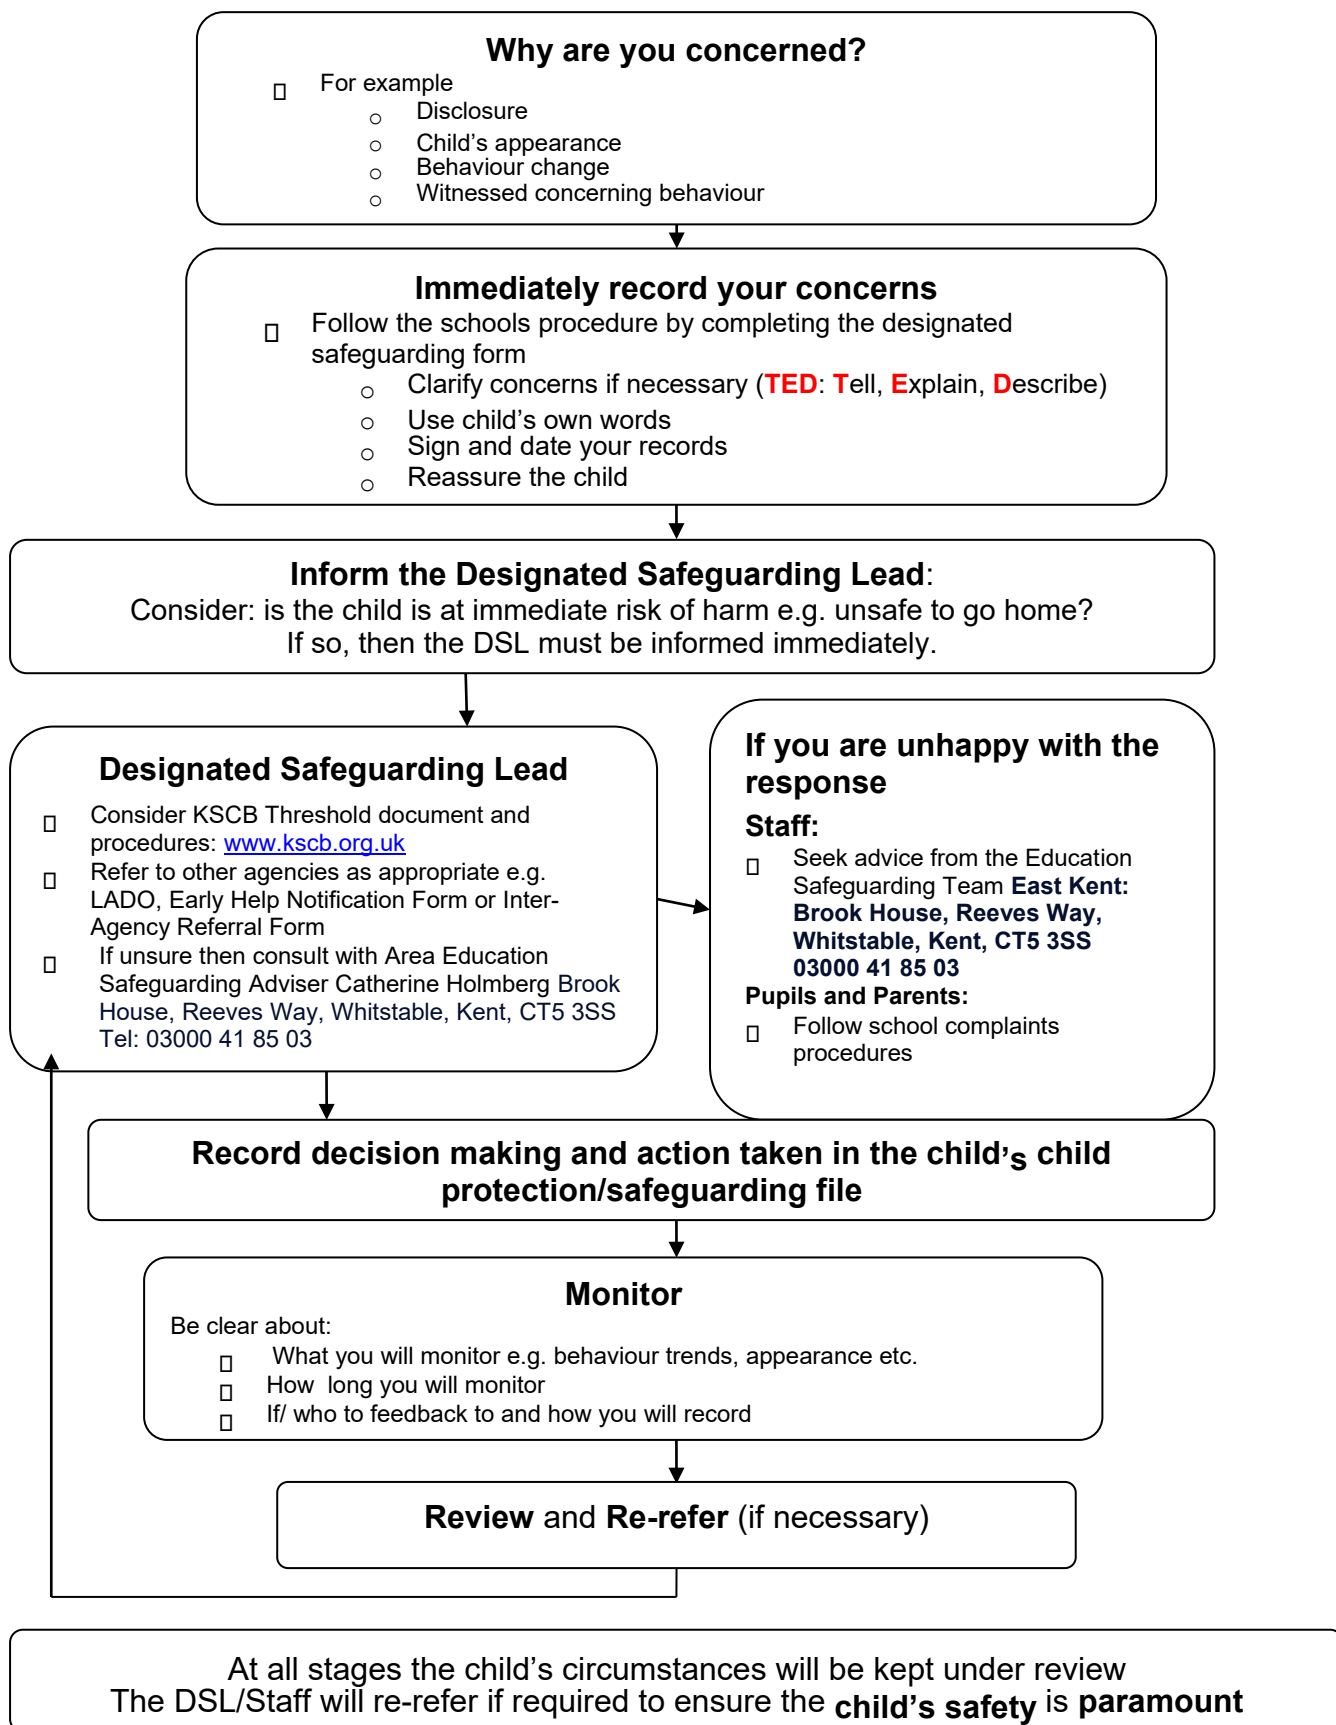 Why are you concerned?
For example
Disclosure
Child's appearance
Behaviour change
Witnessed concerning behaviour
Immediately record your concerns
Follow the schools procedure by completing the designated
safeguarding form
Clarify concerns if necessary (TED: Tell, Explain, Describe)
Use child's own words
Sign and date your records
Reassure the child
Inform the Designated Safeguarding Lead:
Consider: is the child is at immediate risk of harm e.g. unsafe to go home?
If so, then the DSL must be informed immediately.
Designated Safeguarding Lead
Consider KSCB Threshold document and
procedures: www.kscb.org.uk
Refer to other agencies as appropriate e.g.
LADO, Early Help Notification Form or Inter-
Agency Referral Form
If unsure then consult with Area Education
Safeguarding Adviser Catherine Holmberg Brook
House, Reeves Way, Whitstable, Kent, CT5 3SS
Tel: 03000 41 85 03
If you are unhappy with the
response
Staff:
Seek advice from the Education
Safeguarding Team East Kent:
Brook House, Reeves Way,
Whitstable, Kent, CT5 3SS
03000 41 85 03
Pupils and Parents:
Follow school complaints
procedures
Record decision making and action taken in the child's child
protection/safeguarding file
Monitor
Be clear about:
What you will monitor e.g. behaviour trends, appearance etc.
How long you will monitor
If/ who to feedback to and how you will record
Review and Re-refer (if necessary)
At all stages the child's circumstances will be kept under review
The DSL/Staff will re-refer if required to ensure the child's safety is paramount